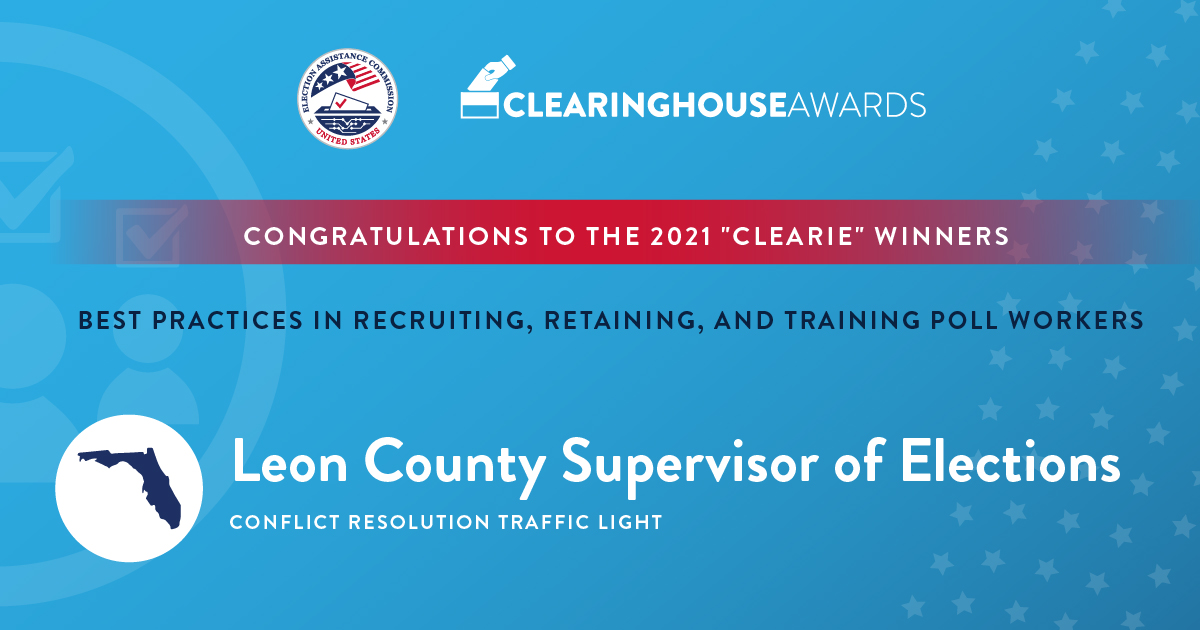 ELECTION ASSISTANCE COMMISSION
UNITED STATES
CLEARINGHOUSEAWARDS
CONGRATULATIONS TO THE 2021 "CLEARIE" WINNERS
BEST PRACTICES IN RECRUITING, RETAINING, AND TRAINING POLL WORKERS
Leon County Supervisor of Elections
CONFLICT RESOLUTION TRAFFIC LIGHT